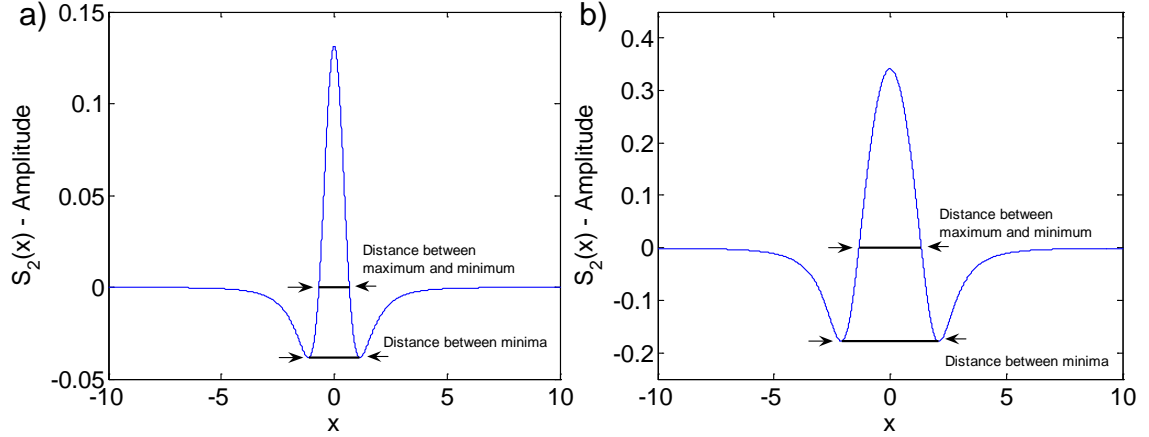 a)
S2(x) - Amplitude
0.15
0.1
0.05
0
-0.05
-10
-5
0
5
10
x
Distance between
maximum and minimum
Distance between minima
b)
S2(x) - Amplitude
0.4
0.3
0.2
0.1
0
-0.1
-0.2
-10
-5
0
5
10
x
Distance between
maximum and minimum
Distance between minima